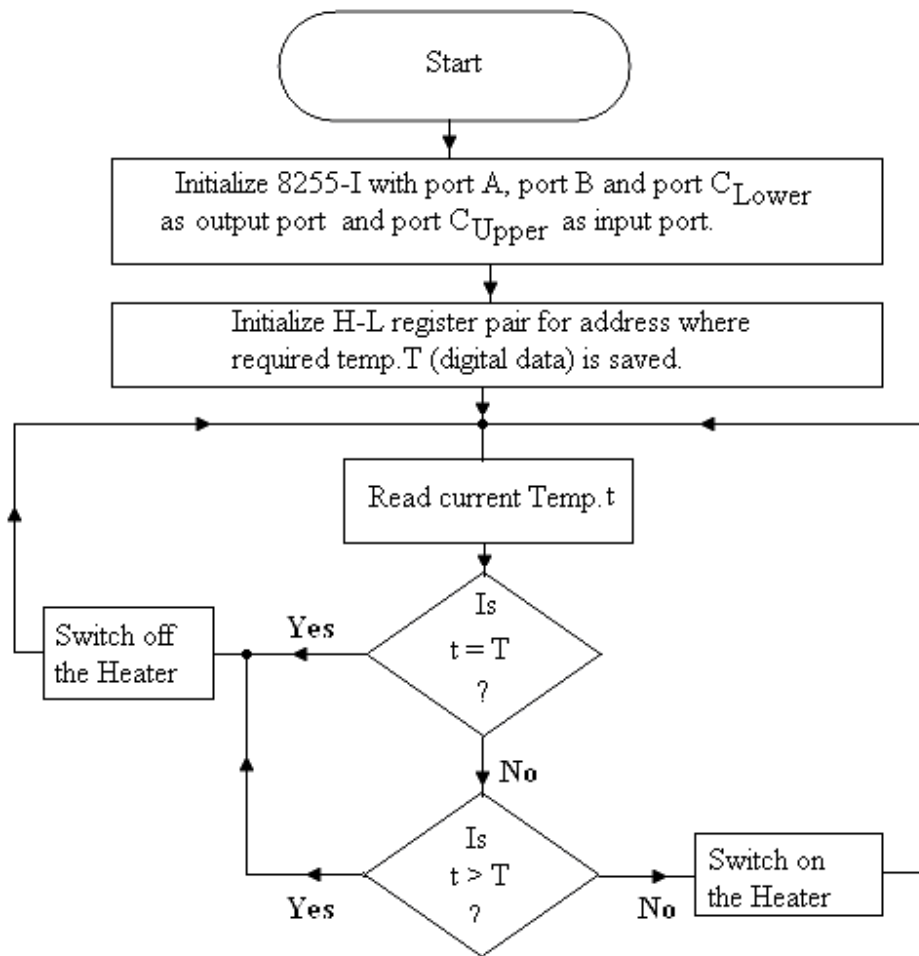 Start
Initialize 8255-I with port A, port B and port C Lower
as output port and port C Upper as input port.
Initialize H-L register pair for address where
required temp.T (digital data) is saved.
Read current Temp.t
Is
t = T
?
Yes
Switch off
the Heater
No
Is
t > T
?
Yes
No
Switch on
the Heater